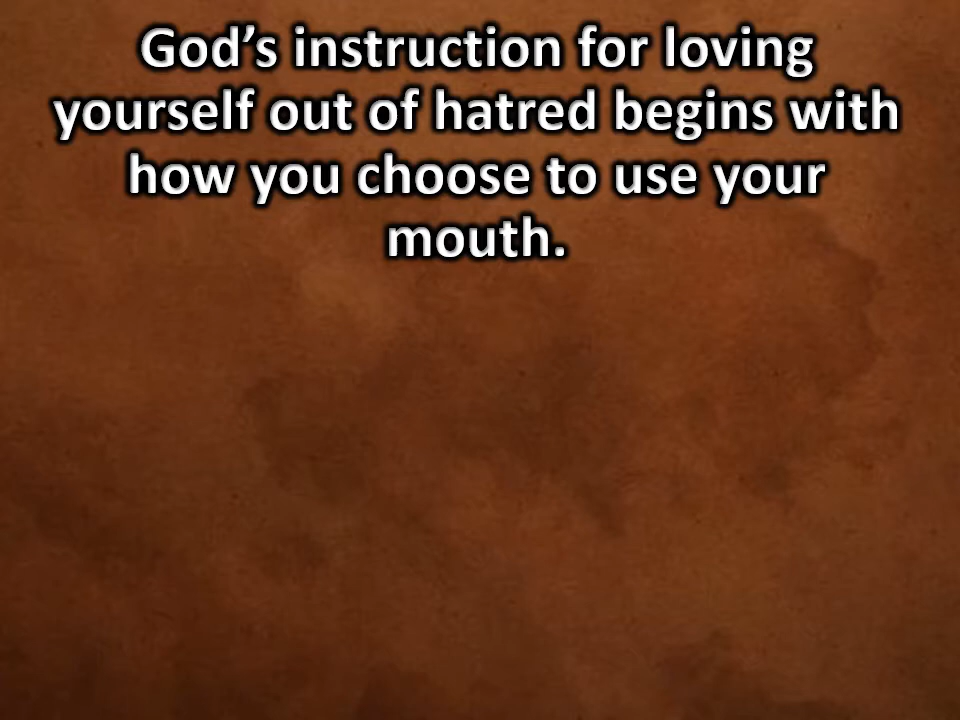 God’s instruction for loving
yourself out of hatred begins with
how you choose to use your
mouth.